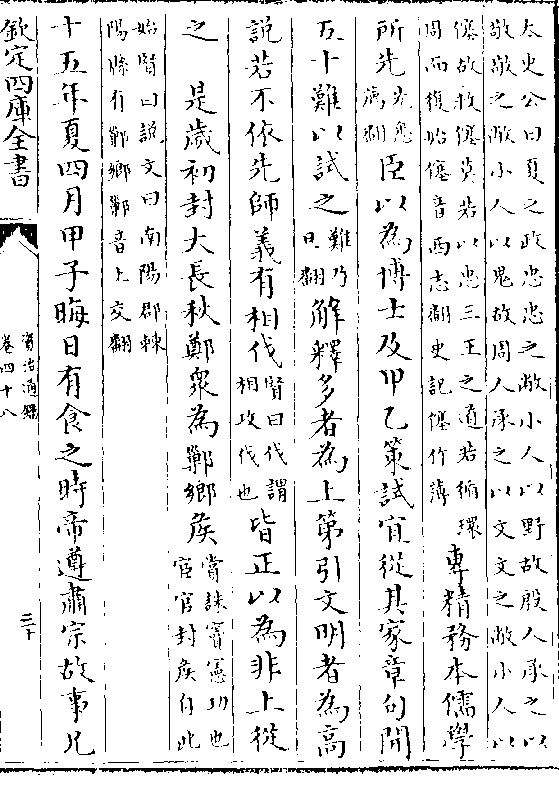 太史公曰夏之政忠忠之敝小人以野故殷人承之以
敬敬之敝小人以鬼故周人承之以文文之敝小人以
僿故救僿莫若以忠三王之道若循環
周而復始僿音西志翻史記僿作薄
專精務本儒學
所先
先悉
薦翻
臣以為博士及甲乙策試宜從其家章句開
五十難以試之
難乃
旦翻
解釋多者為上第引文明者為高
說若不依先師義有相伐
賢曰伐謂
相攻伐也
皆正以為非上從
之　是歲初封大長秋鄭衆為鄛鄉侯
賞誅竇憲功也
宦官封侯自此
始賢曰說文曰南陽郡棘
陽縣有鄛鄉鄛音士交翻
十五年夏四月甲子晦日有食之時帝遵肅宗故事兄
欽定四庫全書
資治通鑑
卷四十八
三十